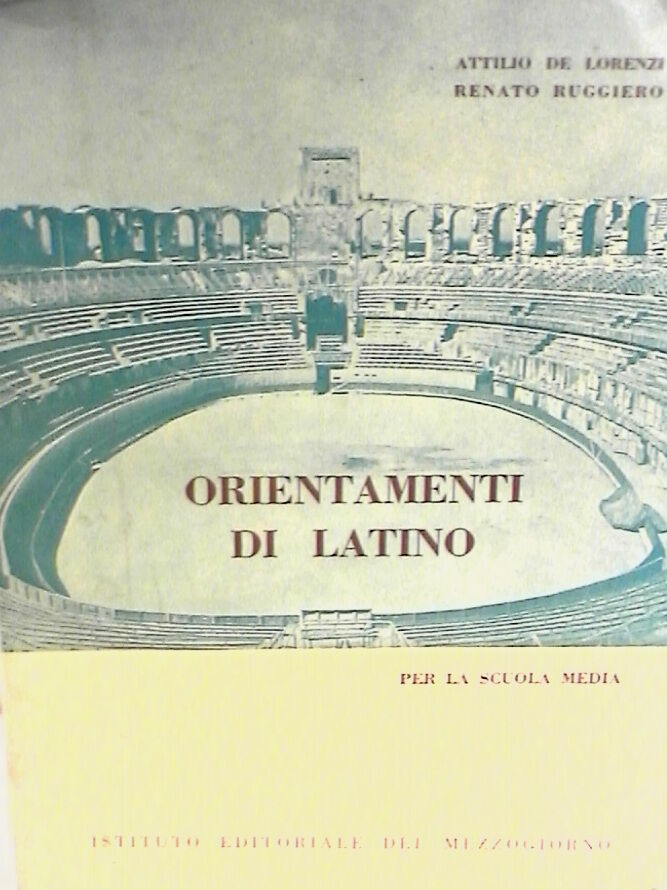 ATTILIO DE LORENZI
RENATO RUGGIERO
ORIENTAMENTI
DI LATINO
PER LA SCUOLA MEDIA
ISTITUTO EDITORIALE DEL MEZZOGIORNO